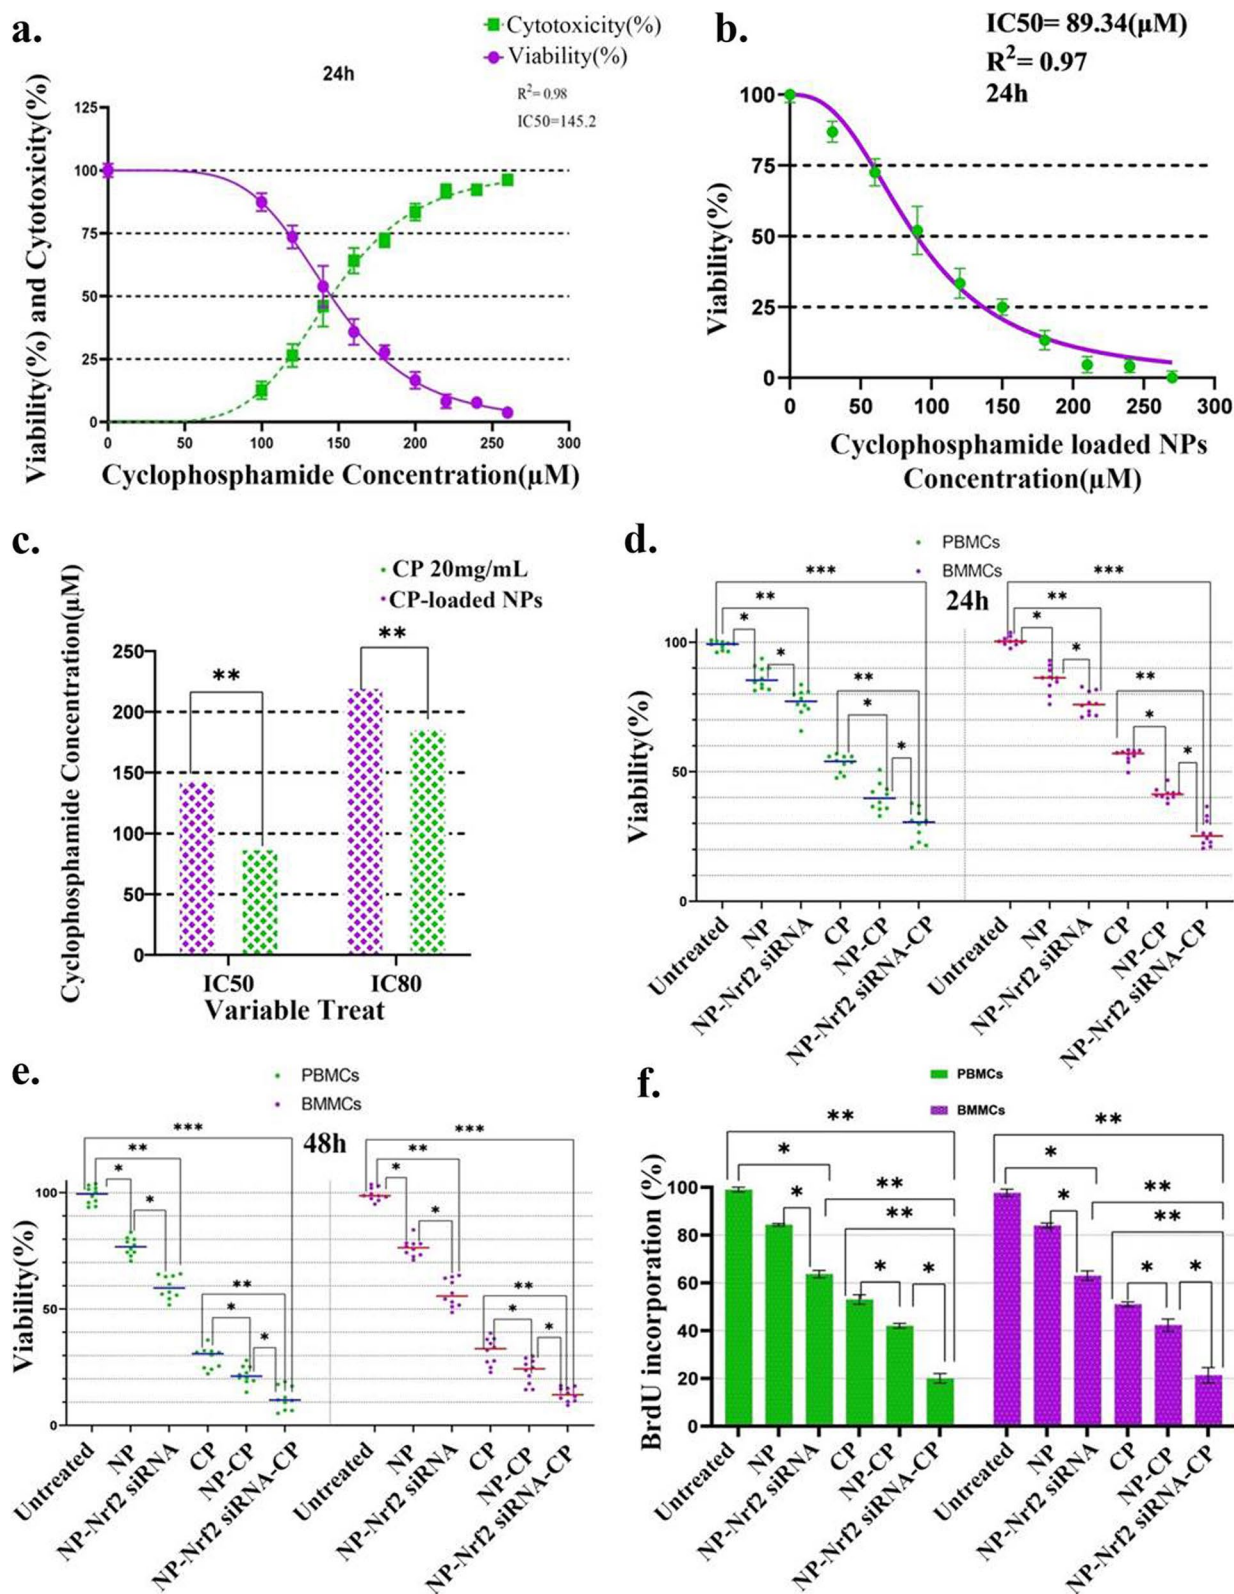 a.
Cytotoxicity(%)
Viability(%)
24h
R2= 0.98
IC50=145.2
Viability(%) and Cytotoxicity(%)
125
100
75
50
25
0
0 50 100 150 200 250 300
Cyclophosphamide Concentration(µM)
b.
IC50= 89.34(µM)
R2= 0.97
24h
Viability(%)
100
75
50
25
0
0 50 100 150 200 250 300
Cyclophosphamide loaded NPs
Concentration(µM)
c.
CP 20mg/mL
CP-loaded NPs
Cyclophosphamide Concentration(µM)
250
200
150
100
50
0
** **
IC50 IC80
Variable Treat
d.
PBMCs
BMMCs
24h
Viability(%)
100
50
0
*** ***
** **
* *
* *
** **
* *
* *
Untreated NP NP-Nrf2 siRNA CP NP-CP NP-Nrf2 siRNA-CP Untreated NP NP-Nrf2 siRNA CP NP-CP NP-Nrf2 siRNA-CP
e.
PBMCs
BMMCs
48h
Viability(%)
100
50
0
*** ***
** **
* *
* *
** **
* *
* *
Untreated NP NP-Nrf2 siRNA CP NP-CP NP-Nrf2 siRNA-CP Untreated NP NP-Nrf2 siRNA CP NP-CP NP-Nrf2 siRNA-CP
f.
PBMCs
BMMCs
BrdU incorporation (%)
100
80
60
40
20
0
** **
* *
* ** * **
** **
* * * *
Untreated NP NP-Nrf2 siRNA CP NP-CP NP-Nrf2 siRNA-CP Untreated NP NP-Nrf2 siRNA CP NP-CP NP-Nrf2 siRNA-CP